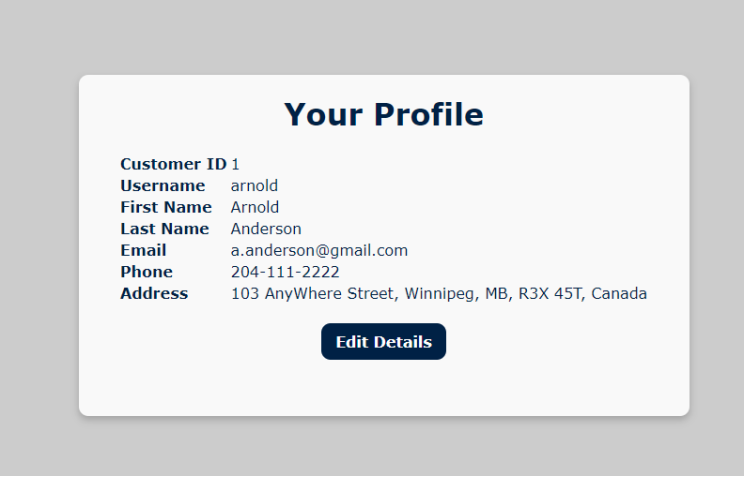 Your Profile
Customer ID 1
Username arnold
First Name Arnold
Last Name Anderson
Email a.anderson@gmail.com
Phone 204-111-2222
Address 103 AnyWhere Street, Winnipeg, MB, R3X 45T, Canada
Edit Details